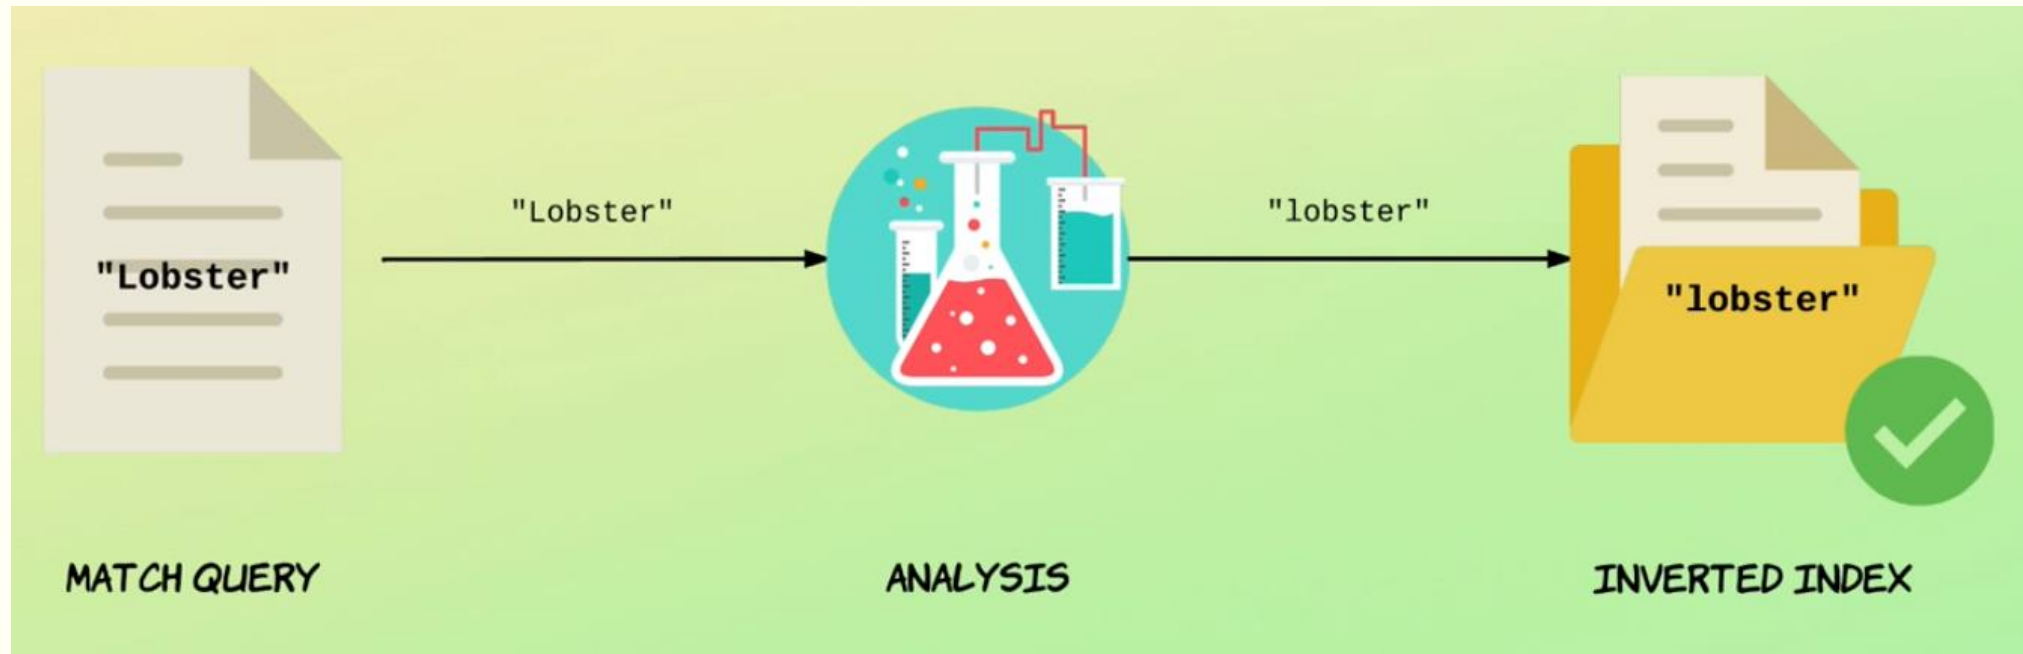 "Lobster"
"Lobster"
"lobster"
"lobster"
MATCH QUERY
ANALYSIS
INVERTED INDEX